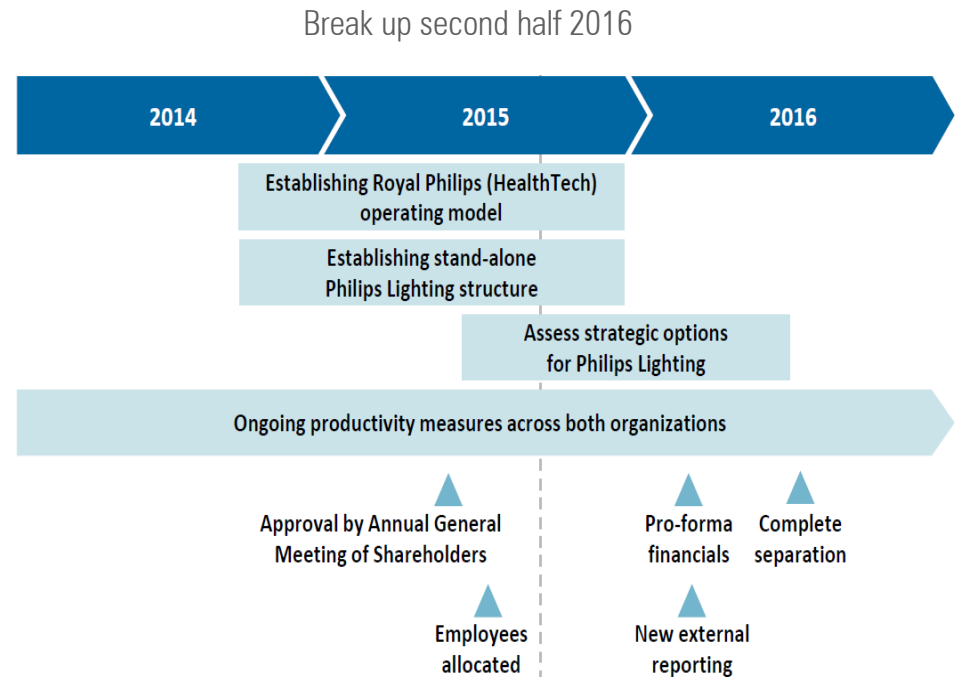 Break up second half 2016
2014
2015
2016
Establishing Royal Philips (HealthTech)
operating model
Establishing stand-alone
Philips Lighting structure
Assess strategic options
for Philips Lighting
Ongoing productivity measures across both organizations
Approval by Annual General
Meeting of Shareholders
Pro-forma
financials
Complete
separation
Employees
allocated
New external
reporting